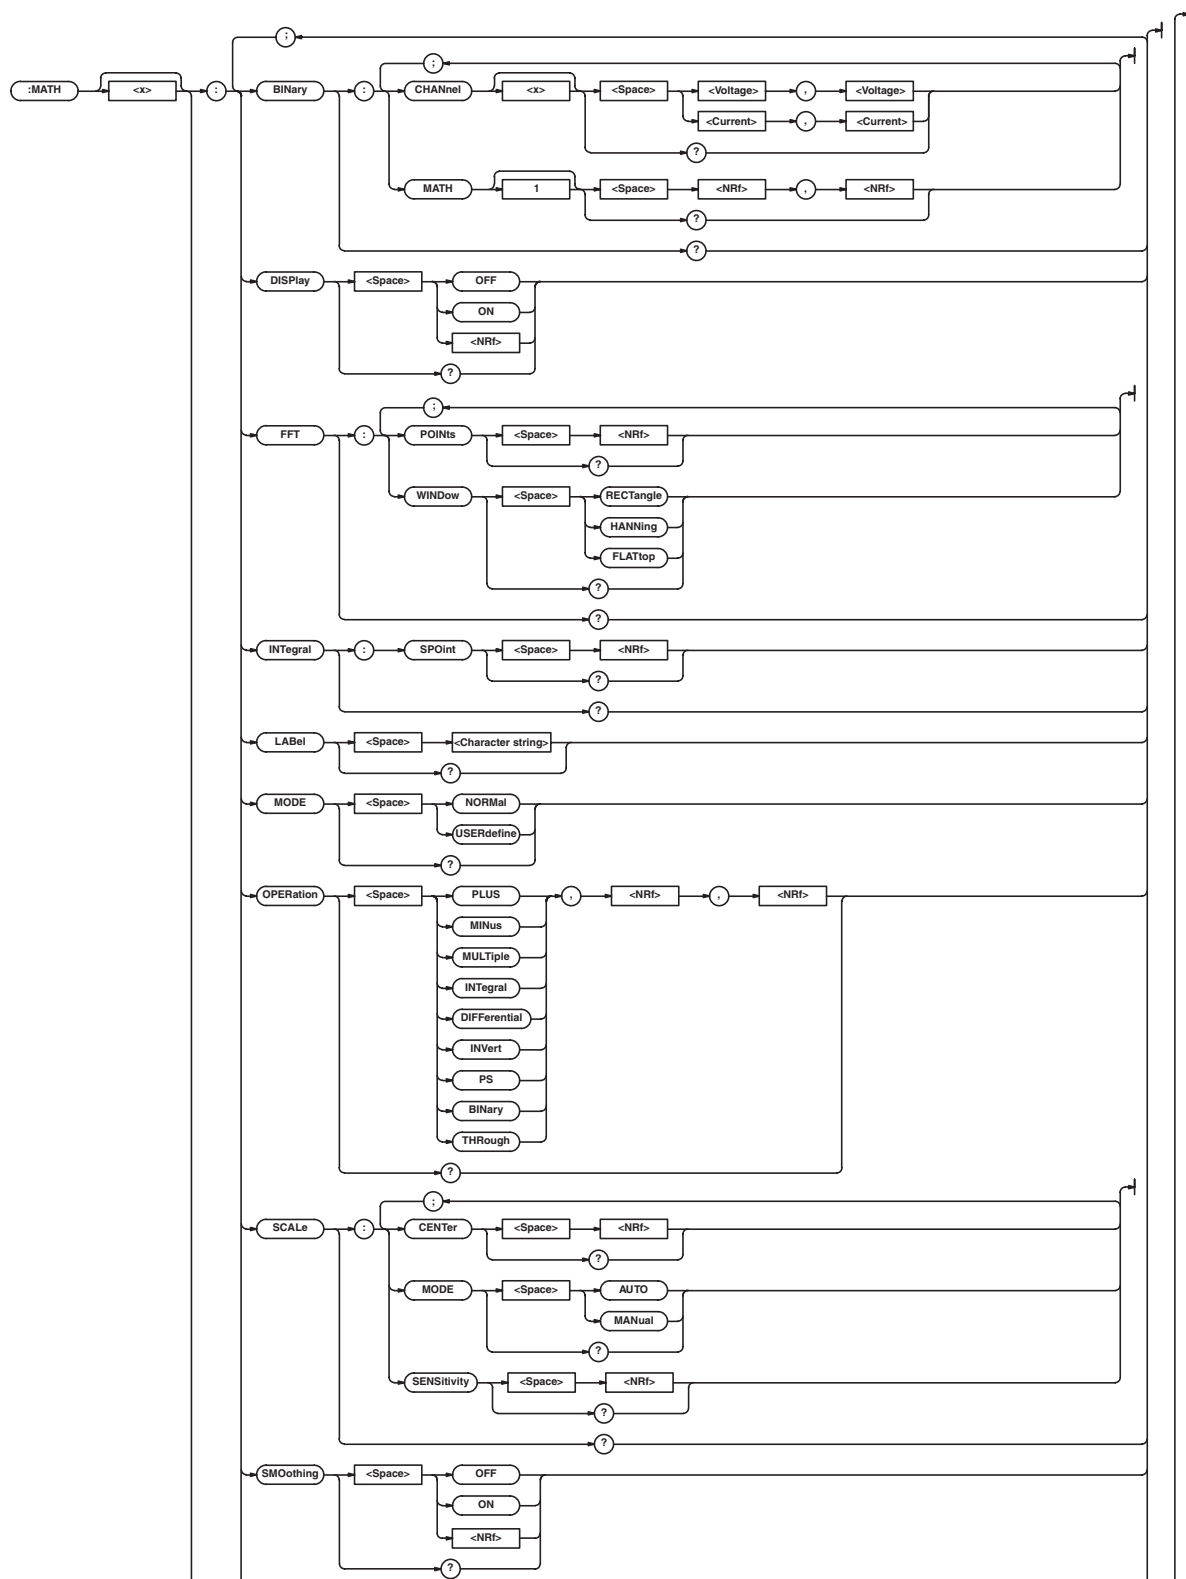 ;
;
:MATH <x> : BINary : CHANnel <x> <Space> <Voltage> , <Voltage>
<Current> , <Current>
?
MATH 1 <Space> <NRf> , <NRf>
?
?
DISPlay <Space> OFF
ON
<NRf>
?
;
FFT : POINts <Space> <NRf>
?
WINDow <Space> RECTangle
HANNing
FLATtop
?
?
INTegral : SPOint <Space> <NRf>
?
?
LABel <Space> <Character string>
?
MODE <Space> NORMal
USERdefine
?
OPERation <Space> PLUS , <NRf> , <NRf>
MINus
MULTiple
INTegral
DIFFerential
INVert
PS
BINary
THRough
?
;
SCALe : CENTer <Space> <NRf>
?
MODE <Space> AUTO
MANual
?
SENSitivity <Space> <NRf>
?
?
SMOothing <Space> OFF
ON
<NRf>
?